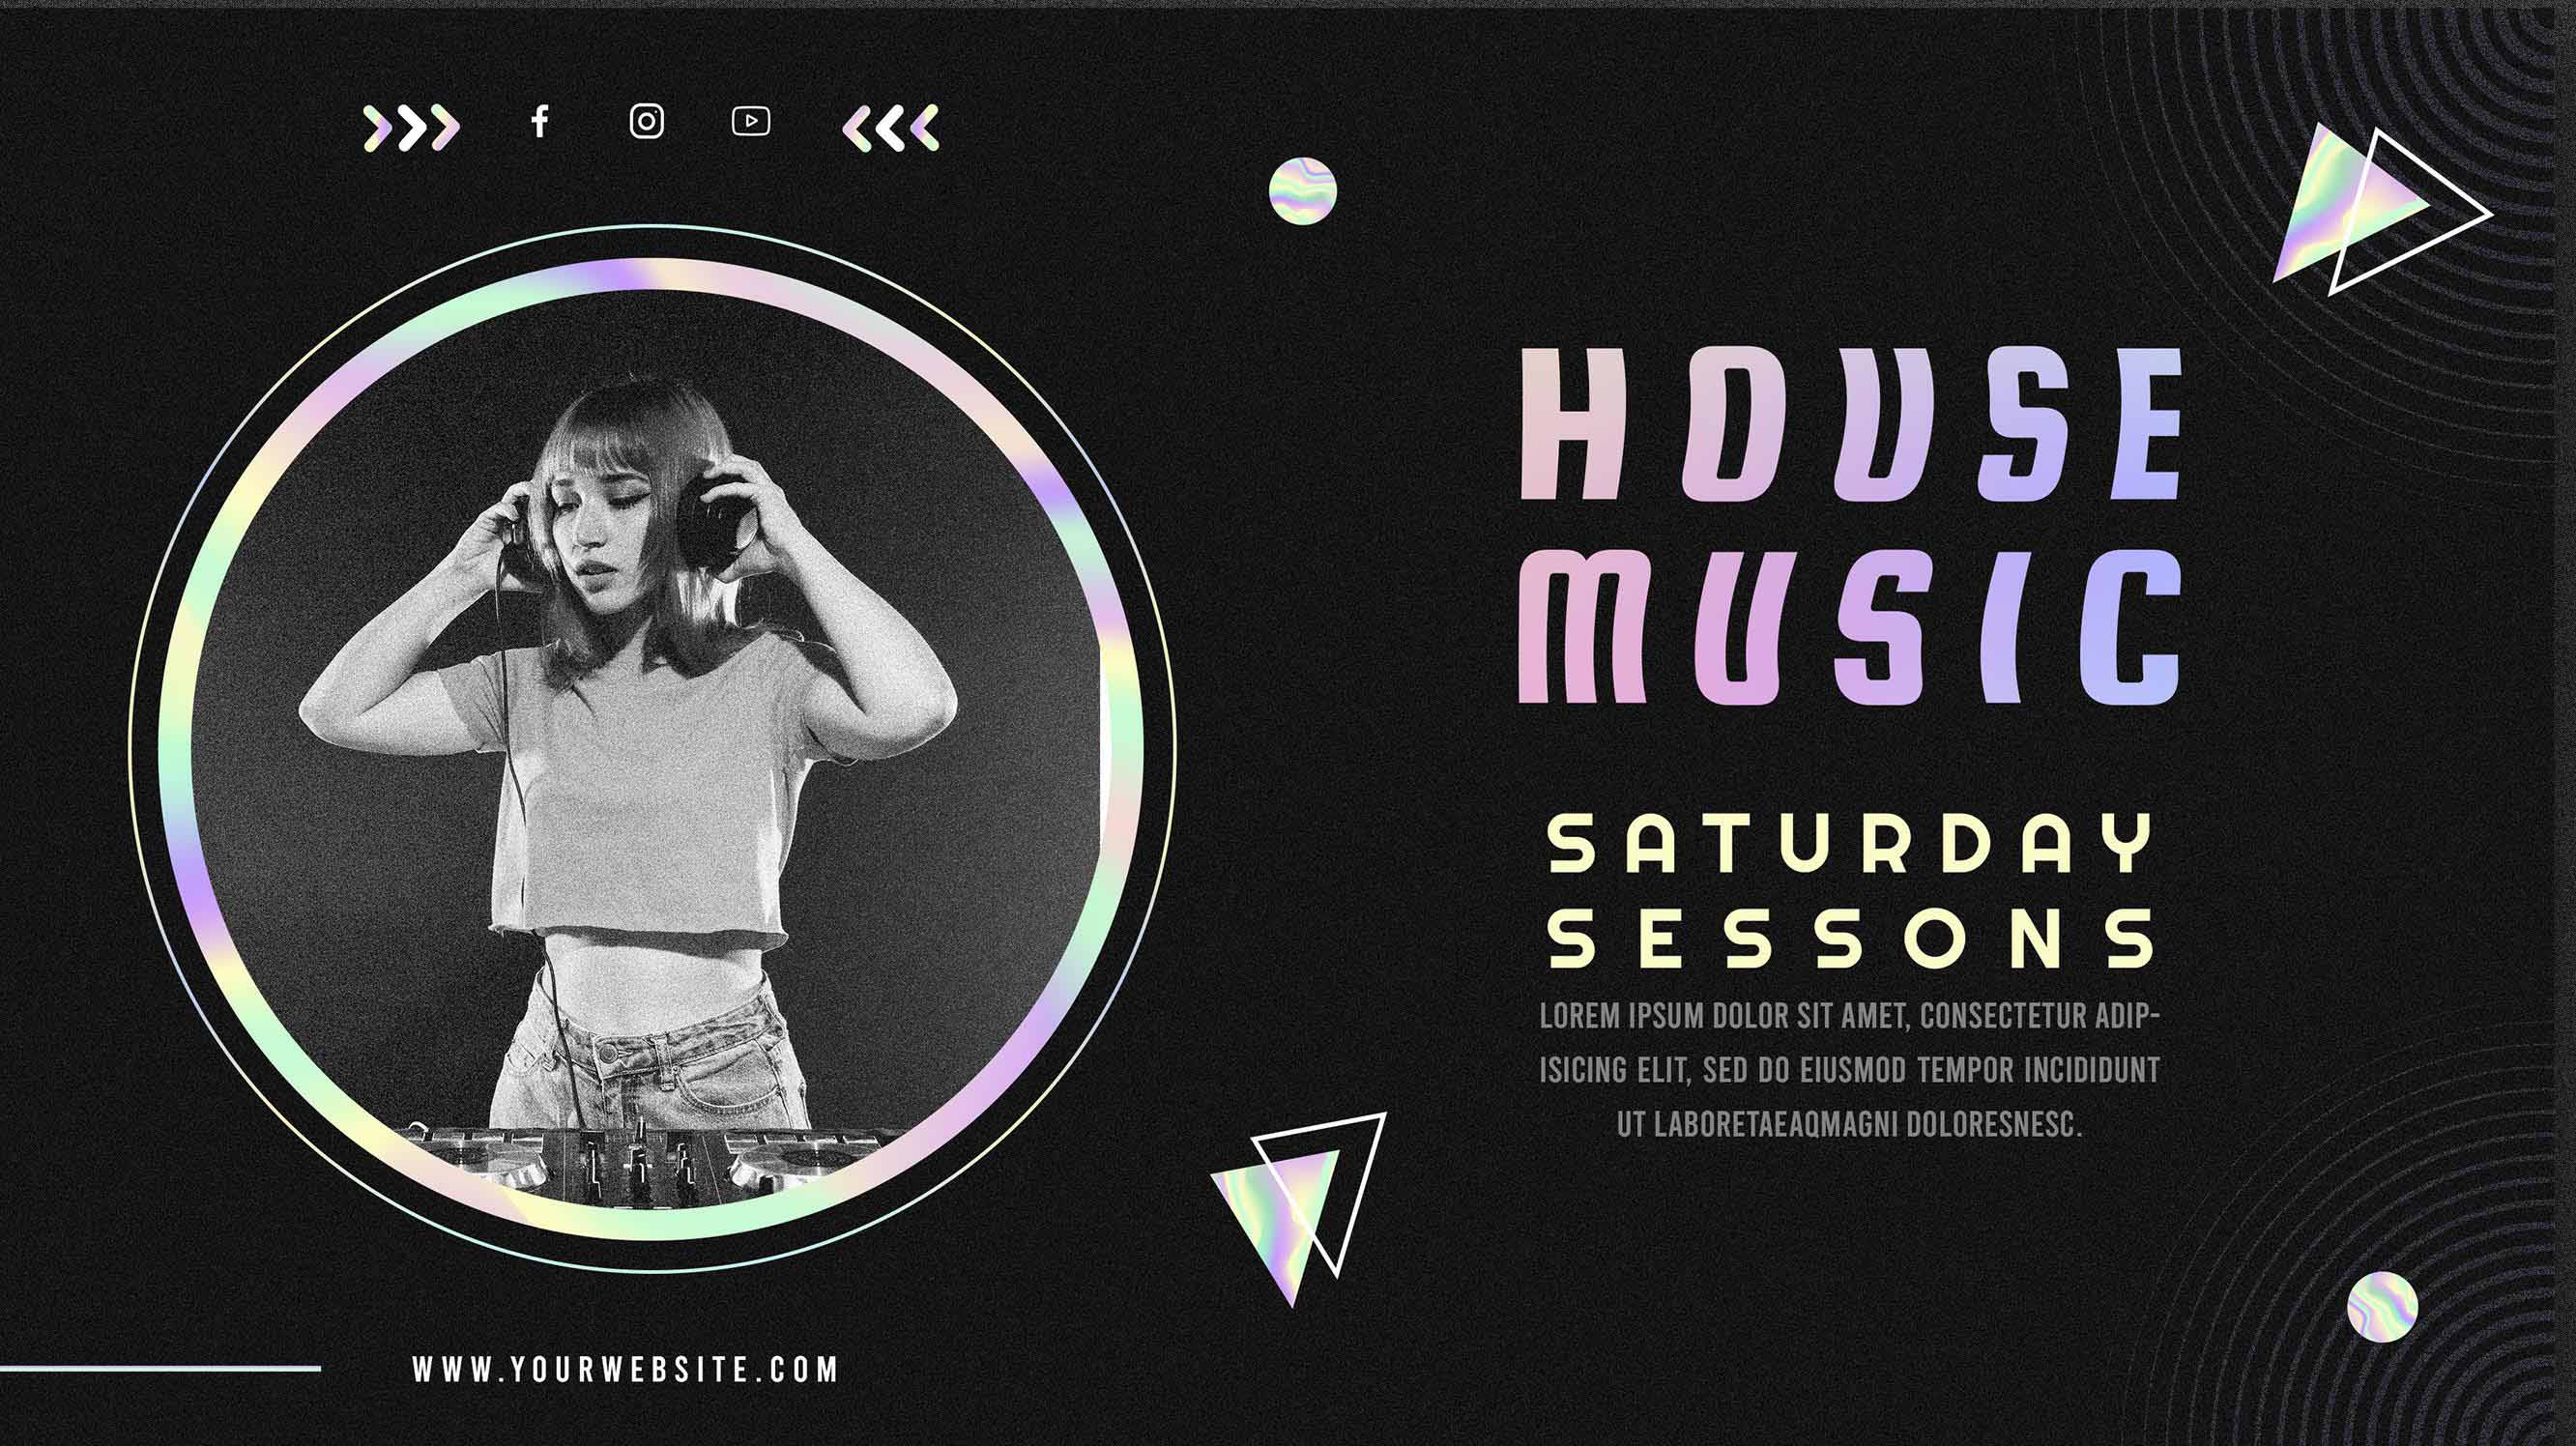 HOUSE
MUSIC
SATURDAY
SESSONS
LOREM IPSUM DOLOR SIT AMET, CONSECTETUR ADIP-
ISICING ELIT, SED DO EIUSMOD TEMPOR INCIDIDUNT
UT LABORETAEAQMAGNI DOLORESNESC.
WWW.YOURWEBSITE.COM